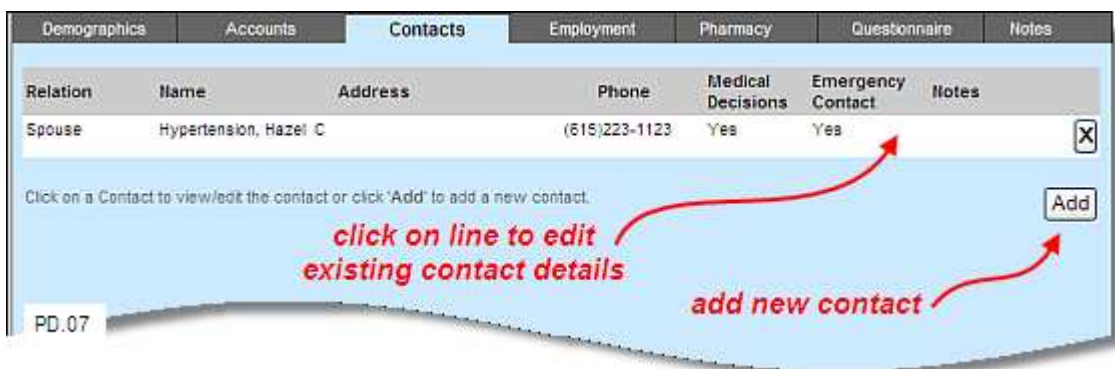 Demographics Accounts Contacts Employment Pharmacy Questionnaire Notes
Relation Name Address Phone Medical Decisions Emergency Contact Notes
Spouse Hypertension, Hazel C (615)223-1123 Yes Yes X
Click on a Contact to view/edit the contact or click 'Add' to add a new contact.
Add
click on line to edit
existing contact details
add new contact
PD.07